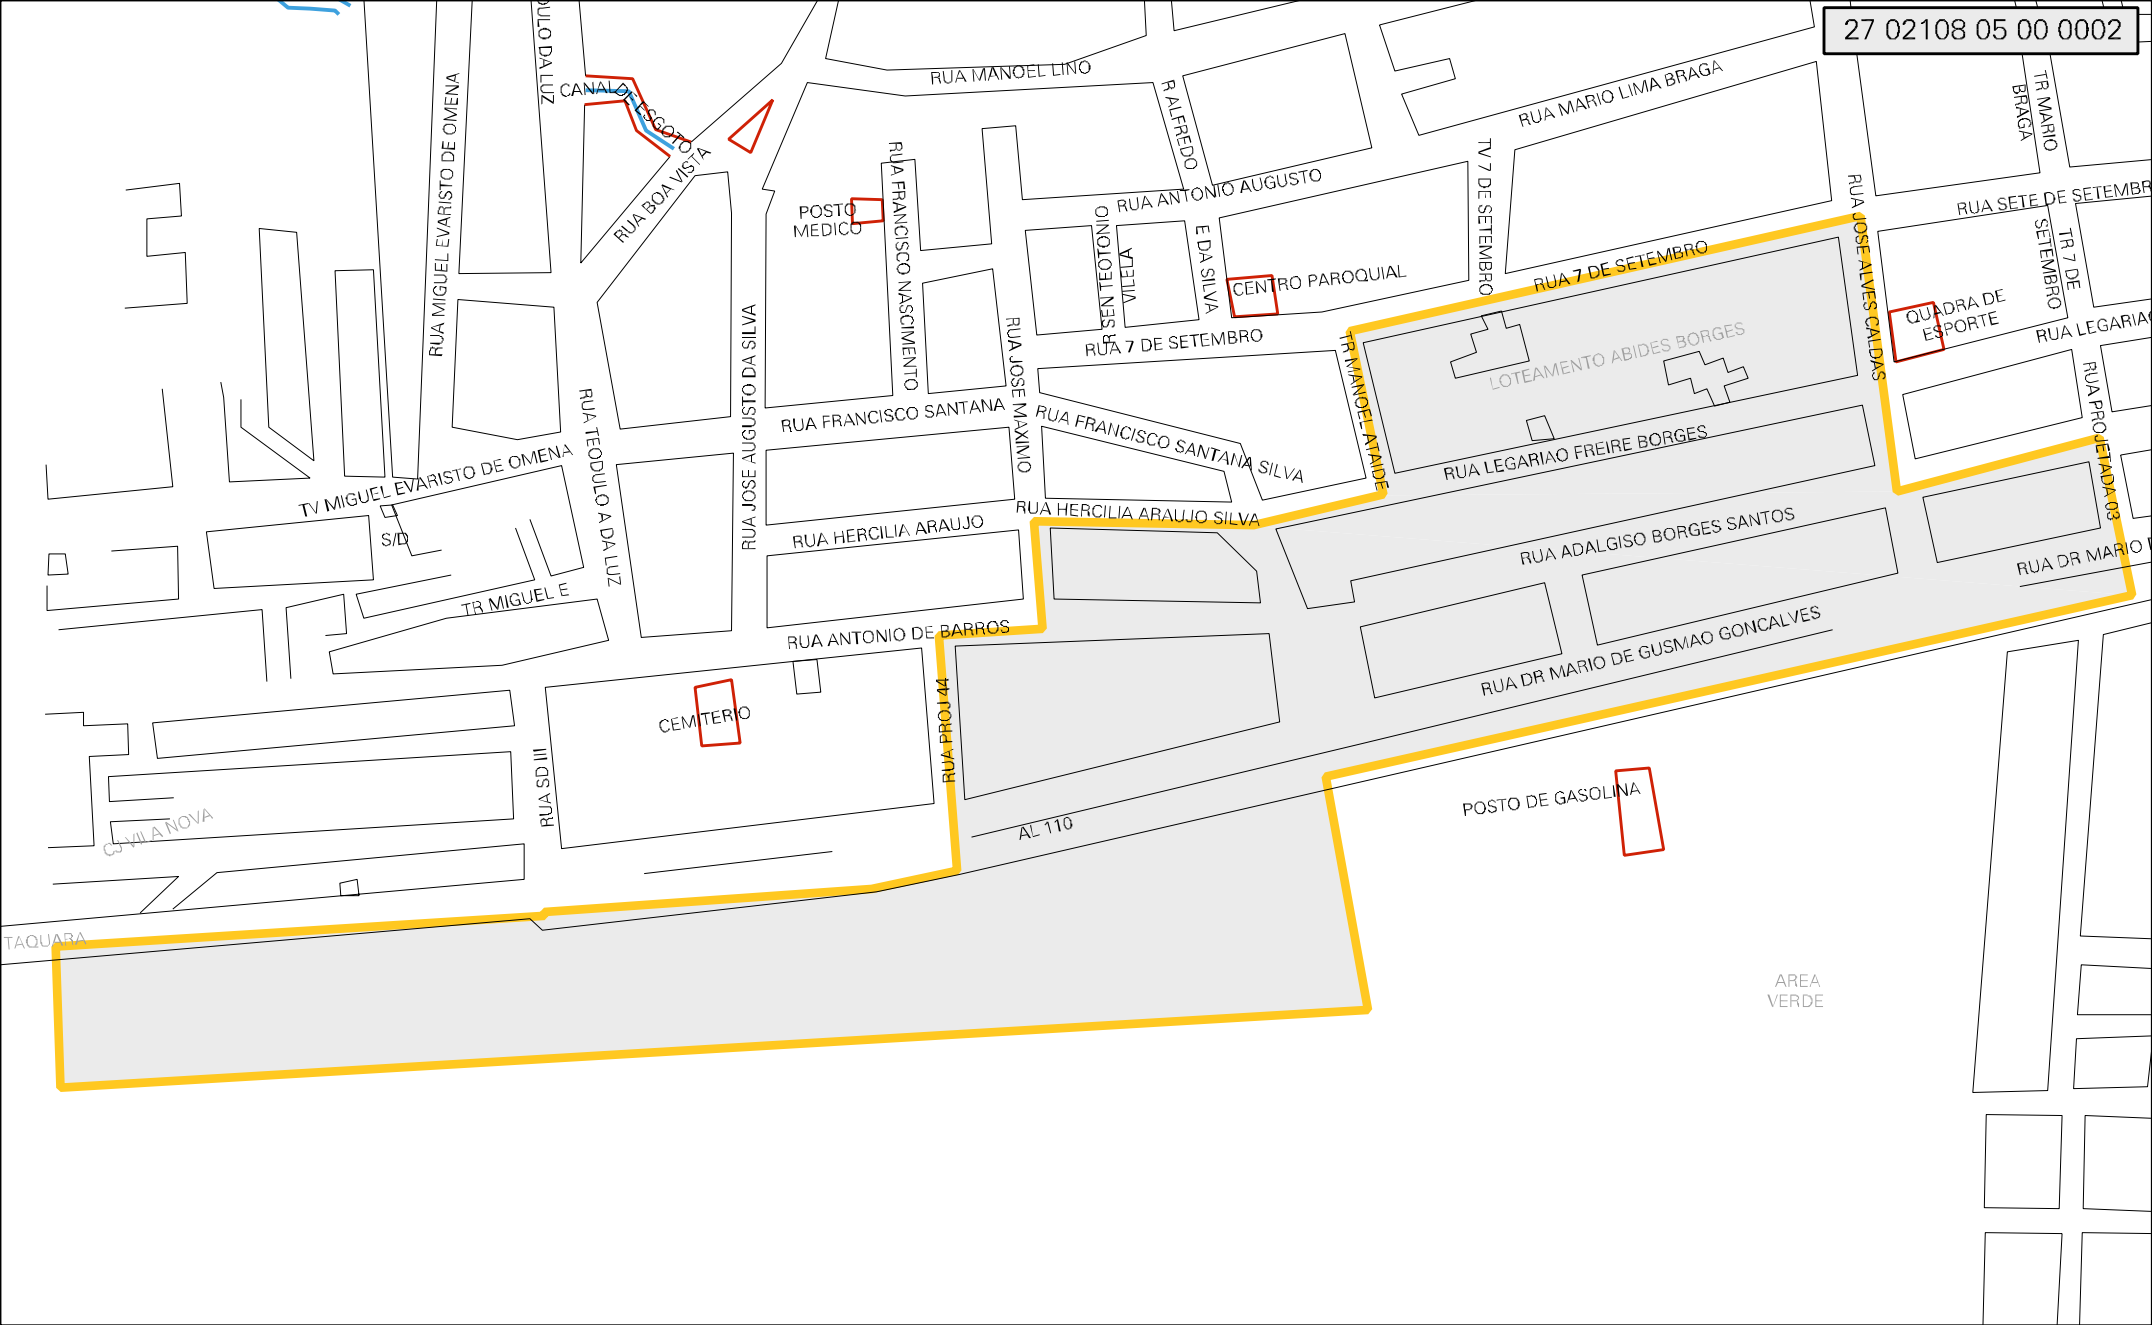 27 02108 05 00 0002
RUA MANOEL LINO
RUA MARIO LIMA BRAGA
TR MARIO
BRAGA
CANAL DE ESGOTO
R ALFREDO
RUA MIGUEL EVARISTO DE OMENA
RUA BOA VISTA
RUA FRANCISCO NASCIMENTO
TV 7 DE SETEMBRO
RUA ANTONIO AUGUSTO
RUA JOSE ALVES CALDAS
POSTO
MEDICO
R SEN TEOTONIO
VILELA
E DA SILVA
TR 7 DE
SETEMBRO
CENTRO PAROQUIAL
RUA 7 DE SETEMBRO
QUADRA DE
ESPORTE
RUA 7 DE SETEMBRO
LOTEAMENTO ABIDES BORGES
RUA JOSE AUGUSTO DA SILVA
RUA JOSE MAXIMO
TR MANOEL ATAIDE
RUA PROJETADA 03
RUA TEODULO A DA LUZ
RUA FRANCISCO SANTANA
RUA FRANCISCO SANTANA SILVA
RUA LEGARIAO FREIRE BORGES
TV MIGUEL EVARISTO DE OMENA
S/D
RUA HERCILIA ARAUJO
RUA HERCILIA ARAUJO SILVA
RUA ADALGISO BORGES SANTOS
TR MIGUEL E
RUA ANTONIO DE BARROS
RUA DR MARIO DE GUSMAO GONCALVES
RUA DR MARIO
CEMITERIO
RUA PROJ 44
RUA SD III
POSTO DE GASOLINA
CJ VILA NOVA
AL 110
TAQUARA
AREA
VERDE